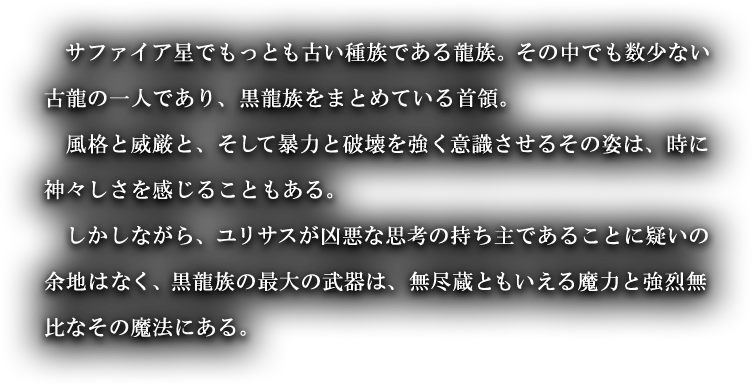 サファイア星でもっとも古い種族である龍族。その中でも数少ない
古龍の一人であり、黒龍族をまとめている首領。
風格と威厳と、そして暴力と破壊を強く意識させるその姿は、時に
神々しさを感じることもある。
しかしながら、ユリサスが凶悪な思考の持ち主であることに疑いの
余地はなく、黒龍族の最大の武器は、無尽蔵ともいえる魔力と強烈無
比なその魔法にある。